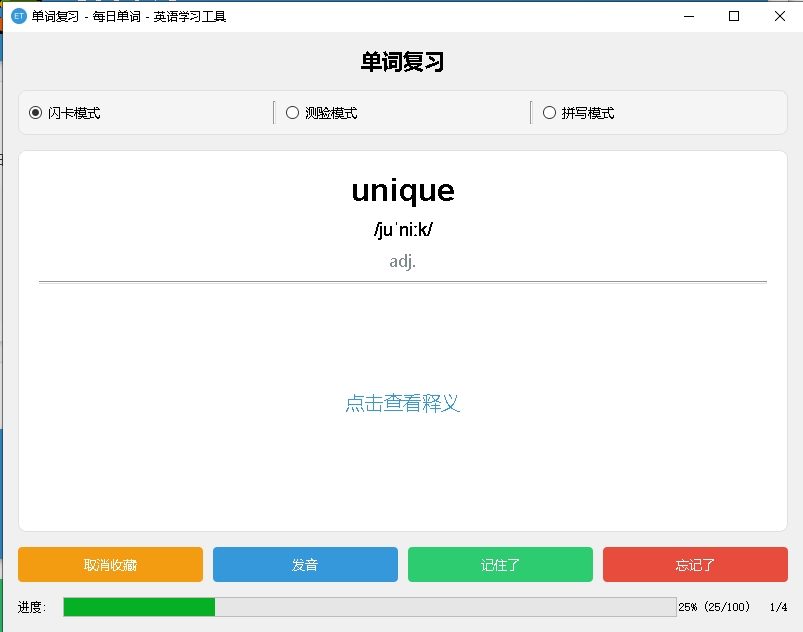 ET 单词复习 - 每日单词 - 英语学习工具
单词复习
闪卡模式 测验模式 拼写模式
unique
/juˈniːk/
adj.
点击查看释义
取消收藏 发音 记住了 忘记了
进度: 25% (25/100) 1/4